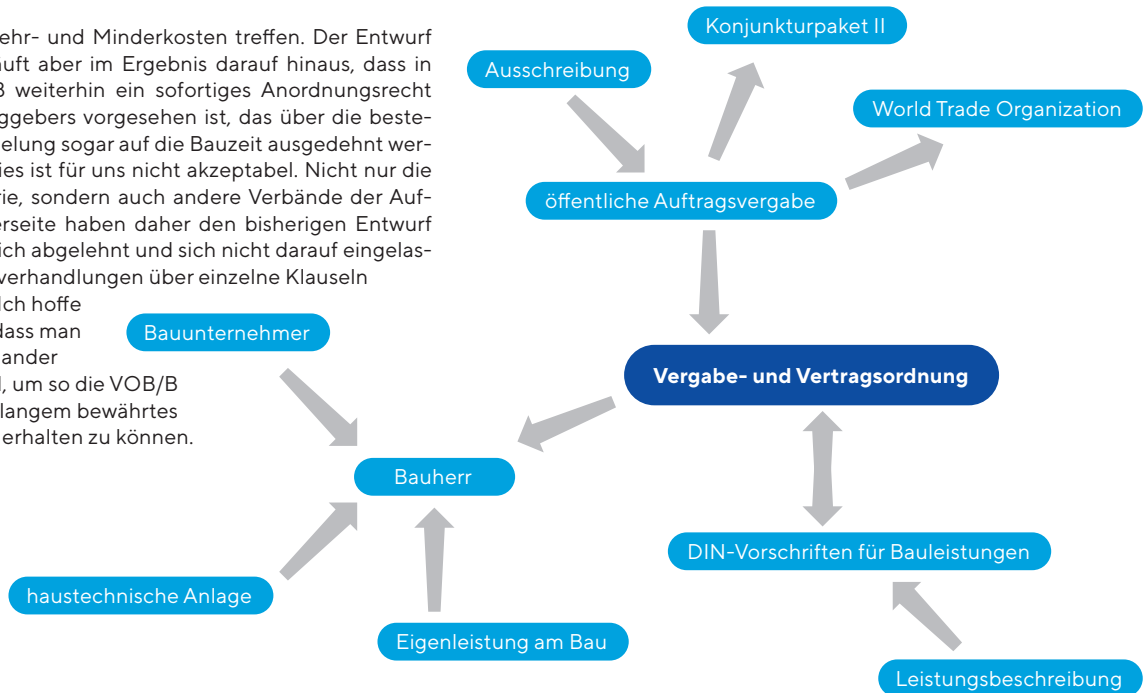 ehr- und Minderkosten treffen. Der Entwurf
uft aber im Ergebnis darauf hinaus, dass in
weiterhin ein sofortiges Anordnungsrecht
ggebers vorgesehen ist, das über die beste-
elung sogar auf die Bauzeit ausgedehnt wer-
ies ist für uns nicht akzeptabel. Nicht nur die
rie, sondern auch andere Verbände der Auf-
erseite haben daher den bisherigen Entwurf
ich abgelehnt und sich nicht darauf eingelas-
verhandlungen über einzelne Klauseln
Ich hoffe
dass man
ander
, um so die VOB/B
langem bewährtes
erhalten zu können.
Konjunkturpaket II
Ausschreibung
World Trade Organization
öffentliche Auftragsvergabe
Bauunternehmer
Vergabe- und Vertragsordnung
Bauherr
DIN-Vorschriften für Bauleistungen
haustechnische Anlage
Eigenleistung am Bau
Leistungsbeschreibung